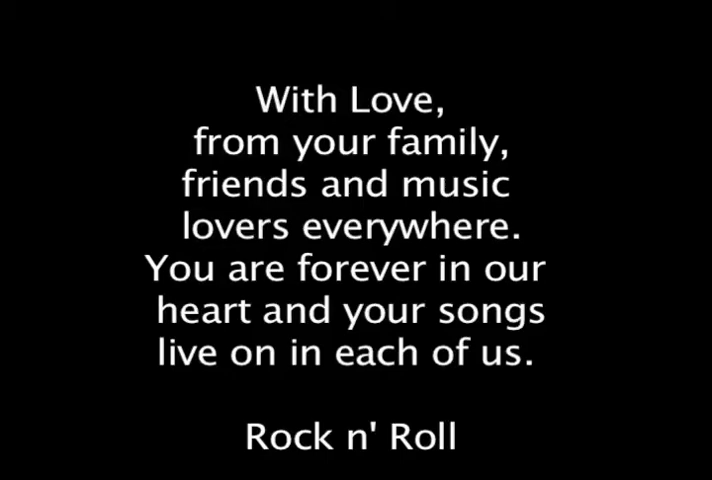 With Love,
from your family,
friends and music
lovers everywhere.
You are forever in our
heart and your songs
live on in each of us.
Rock n' Roll